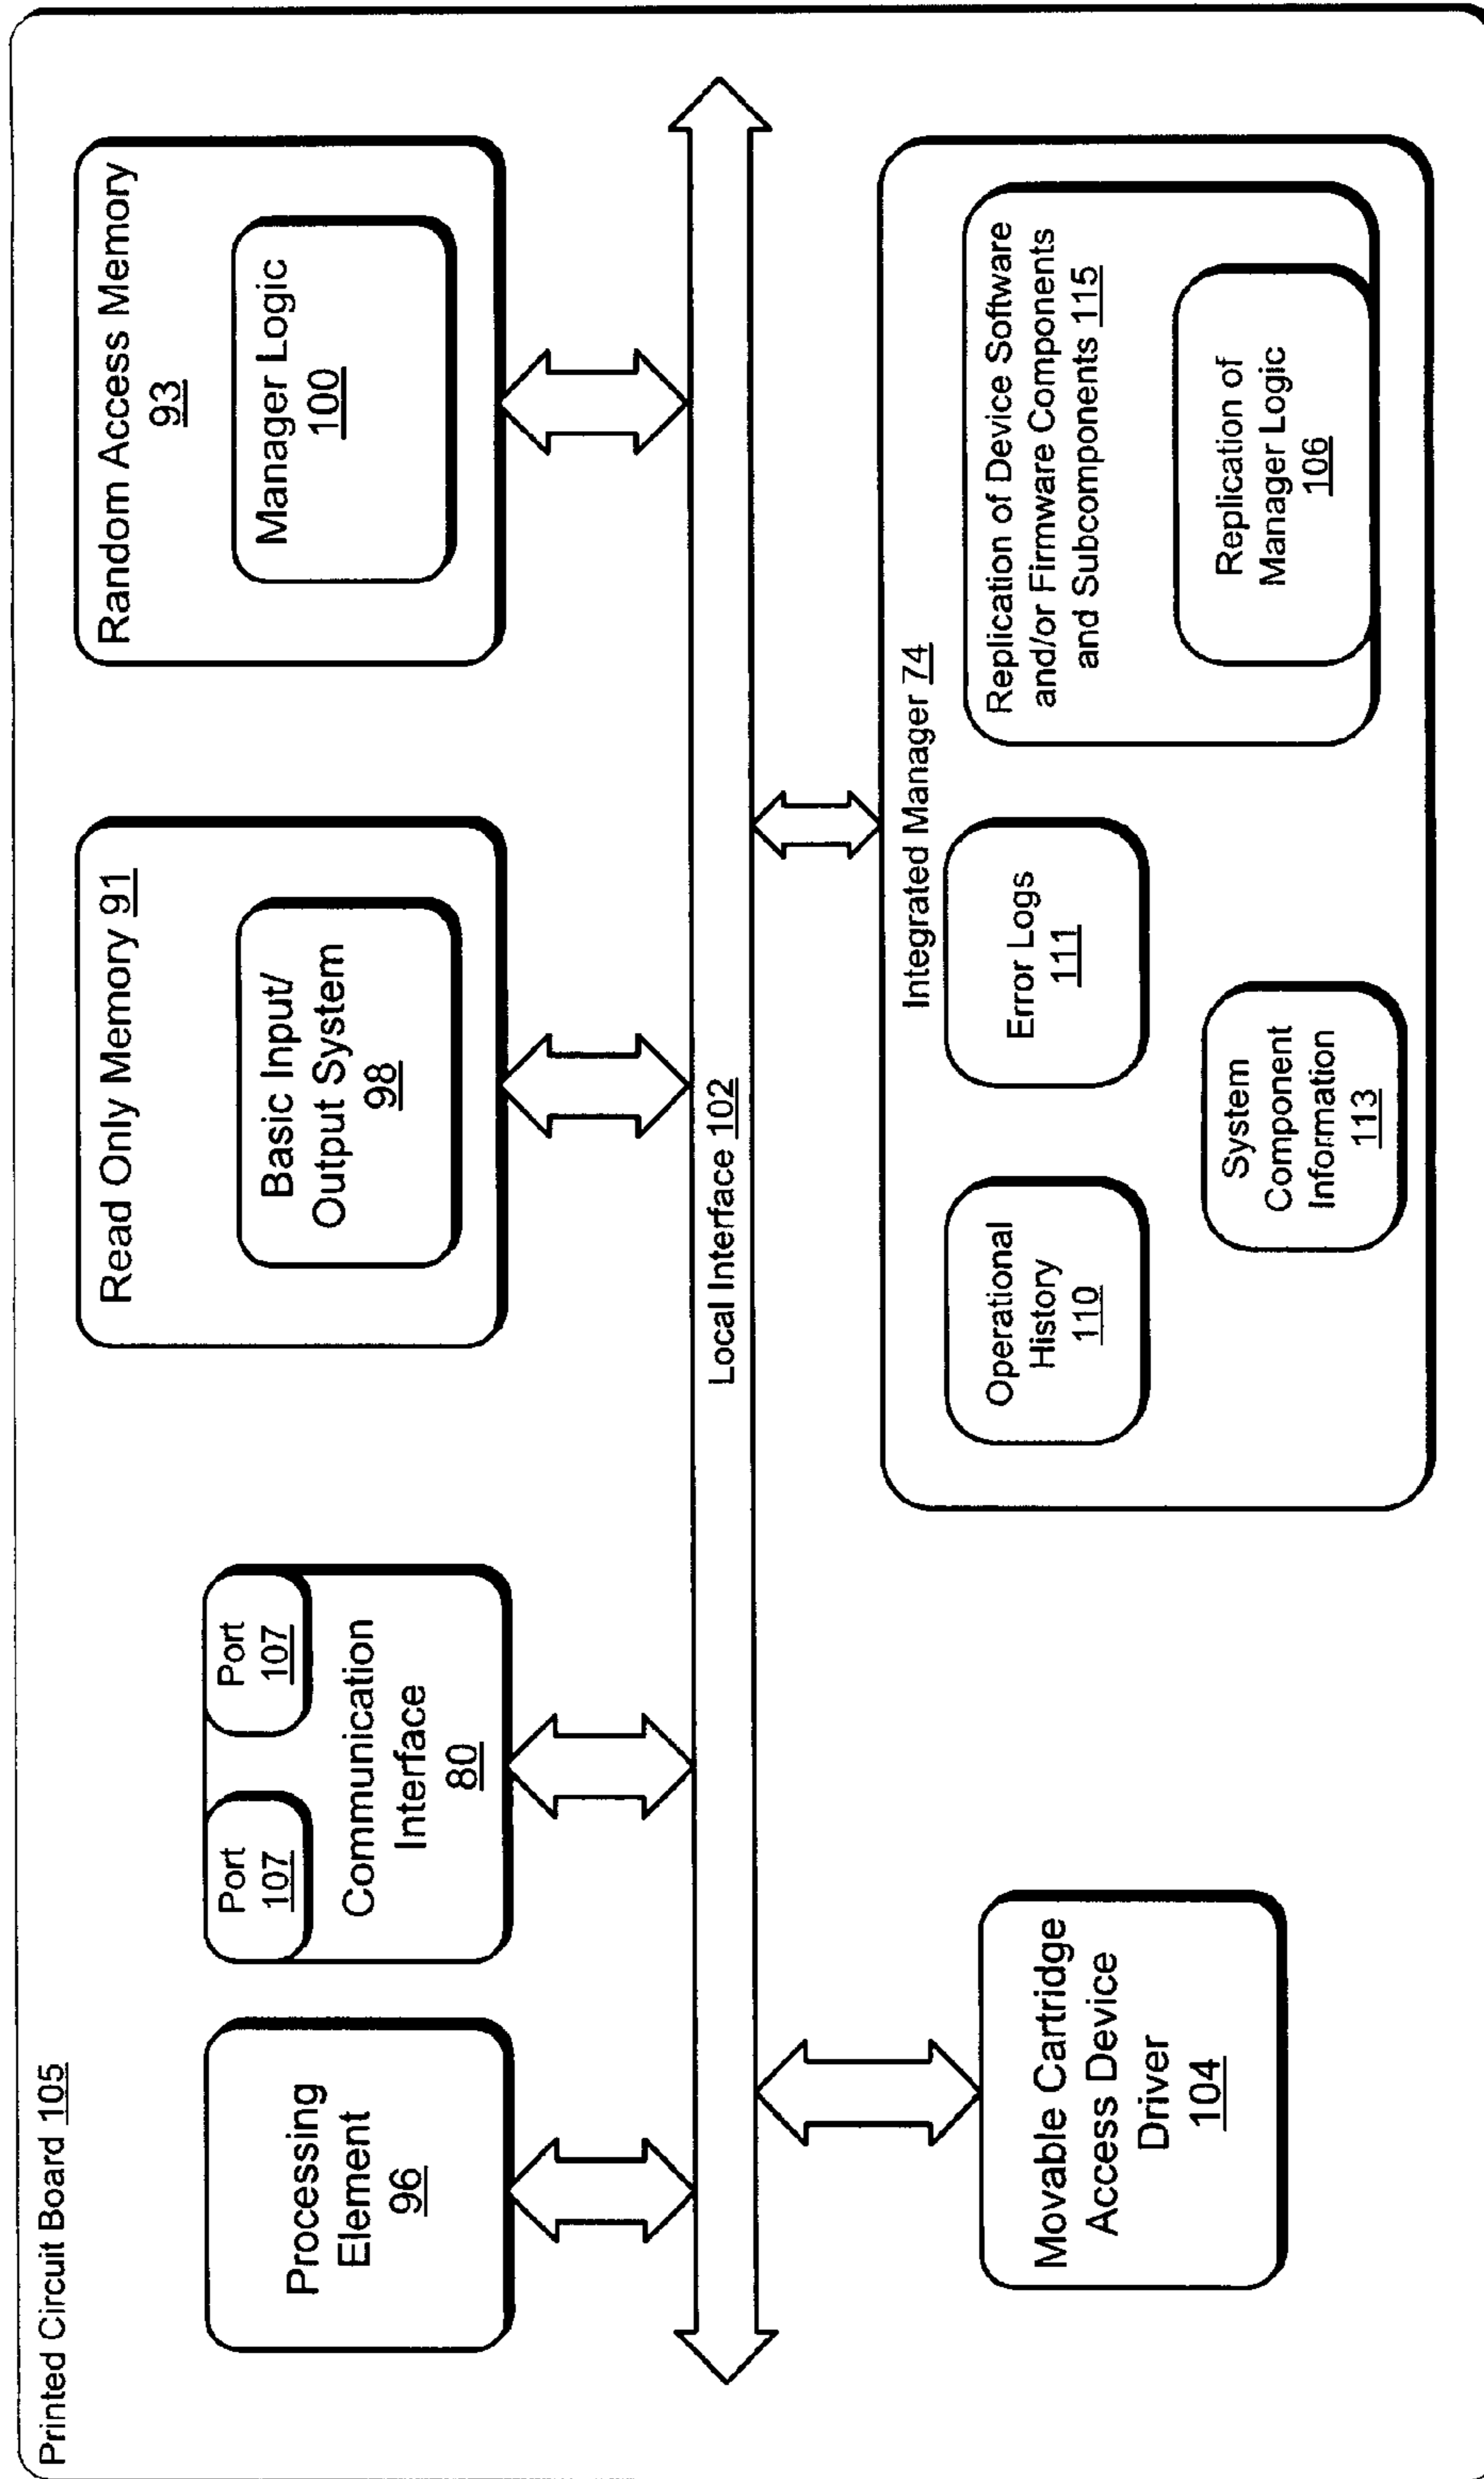 Printed Circuit Board 105
Processing
Element
96
Port
107
Port
107
Communication
Interface
80
Read Only Memory 91
Basic Input/
Output System
98
Random Access Memory
93
Manager Logic
100
Local Interface 102
Movable Cartridge
Access Device
Driver
104
Integrated Manager 74
Operational
History
110
Error Logs
111
System
Component
Information
113
Replication of Device Software
and/or Firmware Components
and Subcomponents 115
Replication of
Manager Logic
106